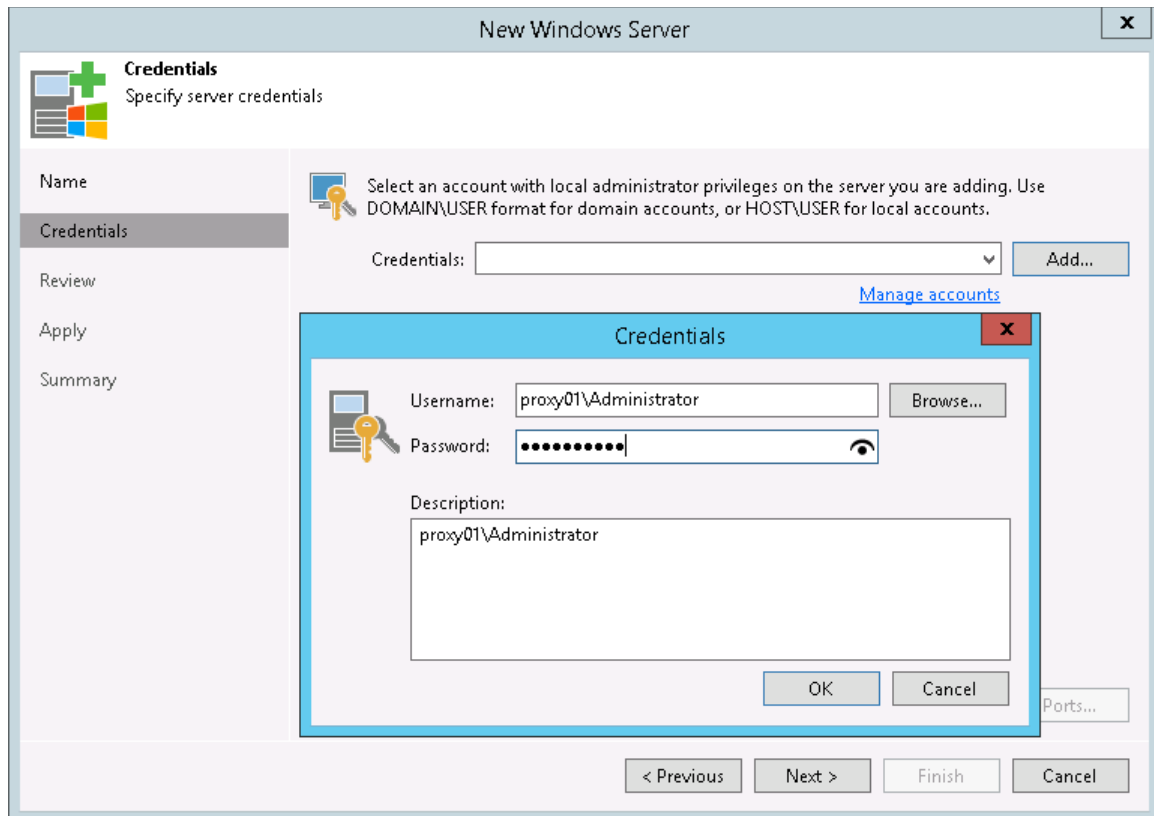 New Windows Server
x
Credentials
Specify server credentials
Name
Credentials
Review
Apply
Summary
Select an account with local administrator privileges on the server you are adding. Use
DOMAIN\USER format for domain accounts, or HOST\USER for local accounts.
Credentials:
Add...
Manage accounts
Credentials
x
Username:
proxy01\Administrator
Browse...
Password:
••••••••••
Description:
proxy01\Administrator
OK
Cancel
Ports...
< Previous
Next >
Finish
Cancel